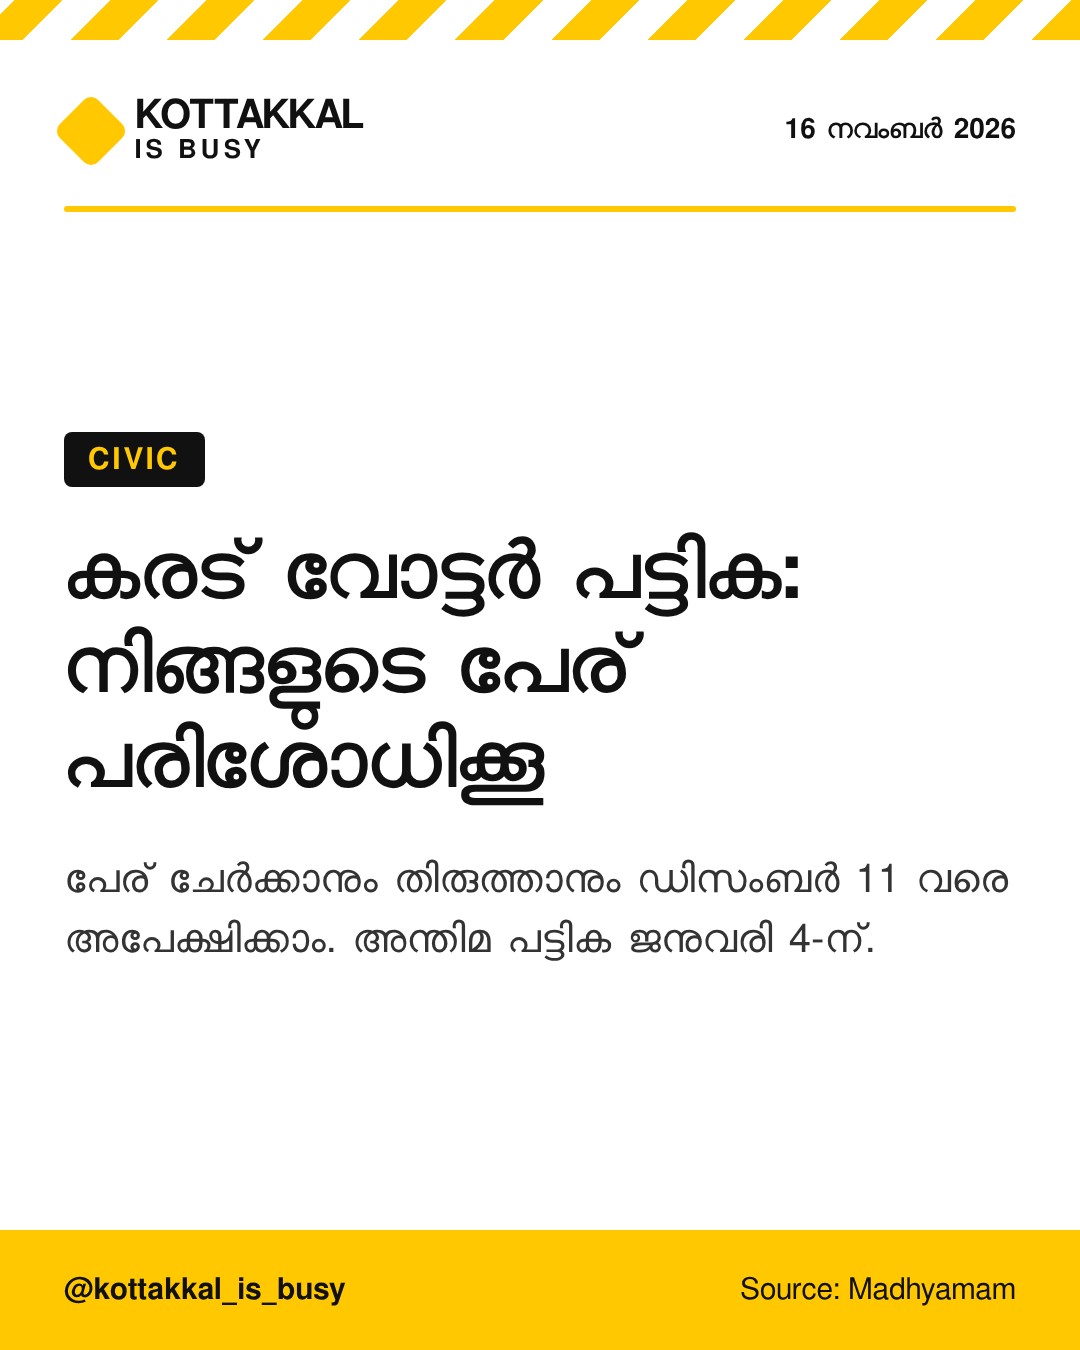 KOTTAKKAL
IS BUSY
16 നവംബർ 2026
CIVIC
കരട് വോട്ടർ പട്ടിക:
നിങ്ങളുടെ പേര്
പരിശോധിക്കൂ
പേര് ചേർക്കാനും തിരുത്താനും ഡിസംബർ 11 വരെ
അപേക്ഷിക്കാം. അന്തിമ പട്ടിക ജനുവരി 4-ന്.
@kottakkal_is_busy
Source: Madhyamam